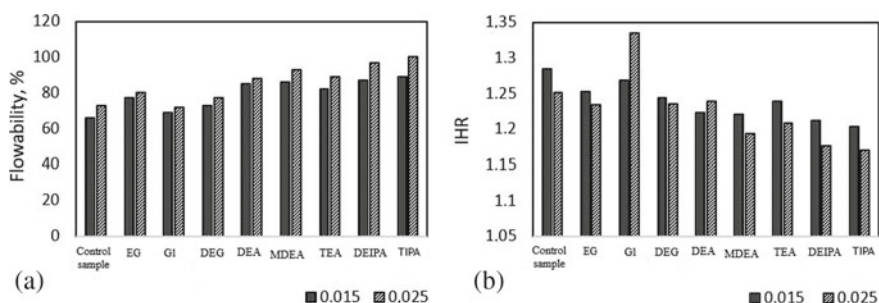 120
100
80
60
40
20
0
Flowability, %
Control sample
EG
Gl
DEG
DEA
MDEA
TEA
DEIPA
TIPA
(a)
0.015
0.025
1.35
1.3
1.25
1.2
1.15
1.1
1.05
IHR
Control sample
EG
Gl
DEG
DEA
MDEA
TEA
DEIPA
TIPA
(b)
0.015
0.025